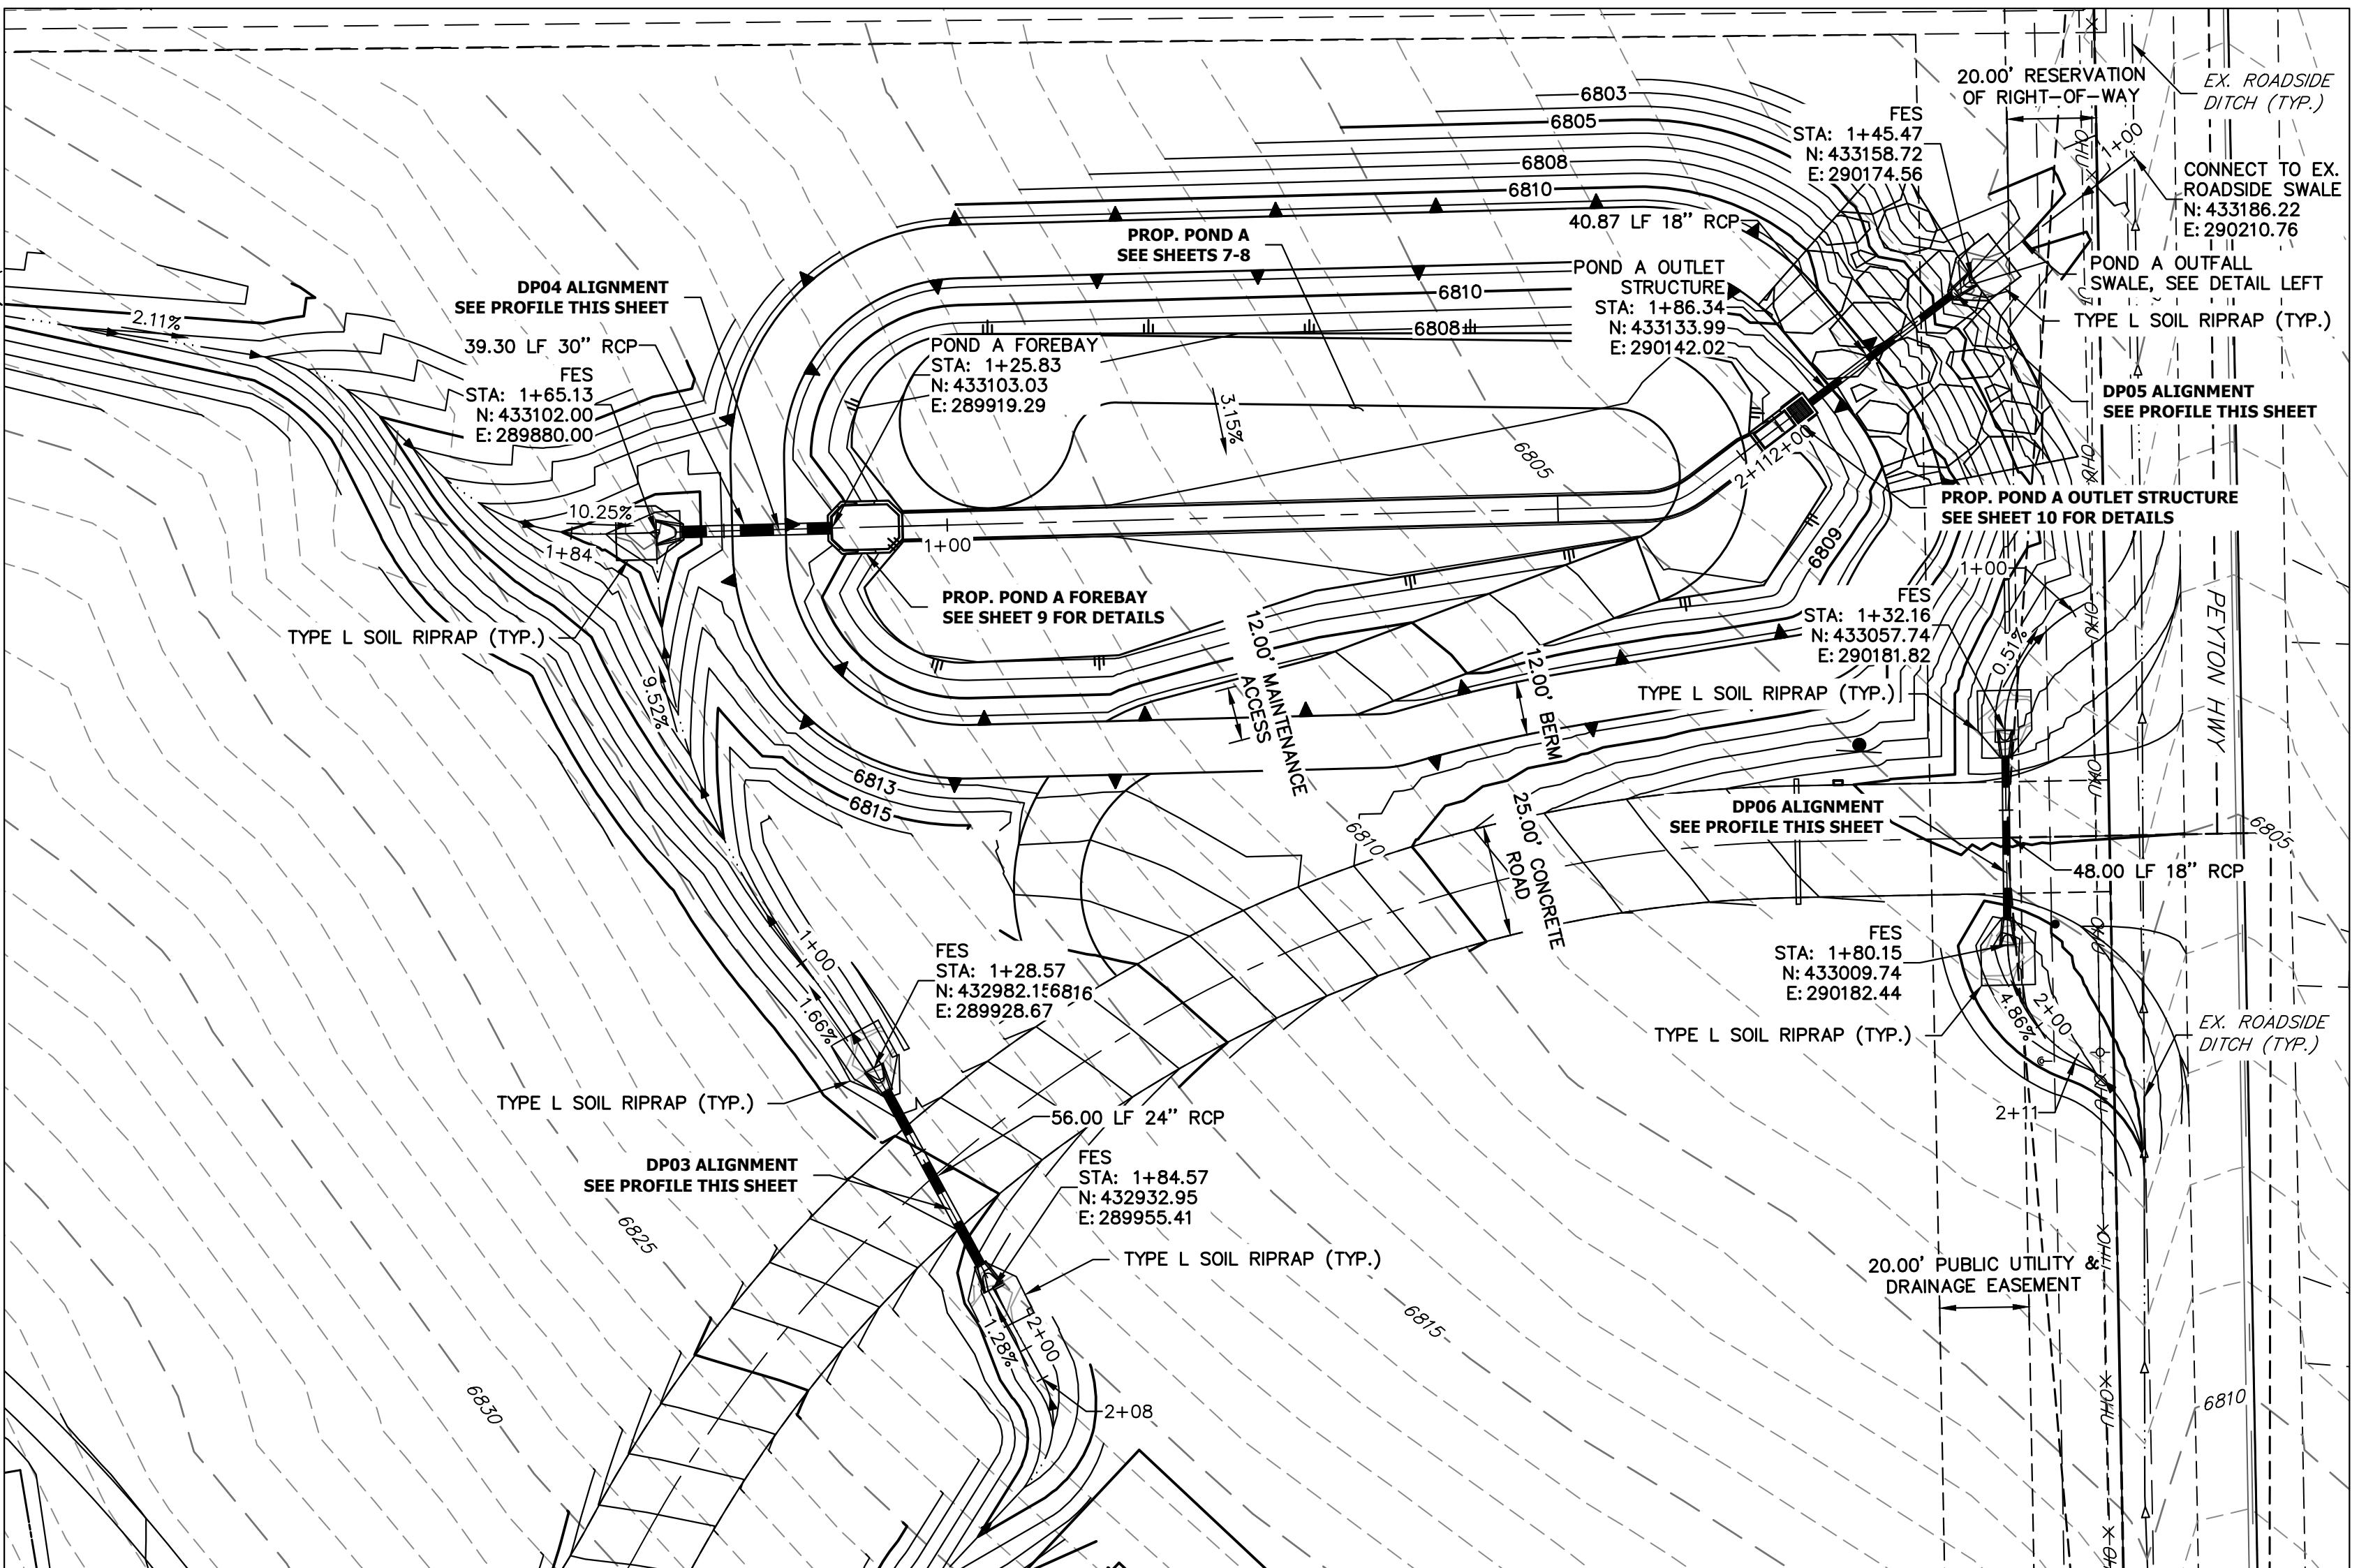 20.00' RESERVATION
OF RIGHT-OF-WAY
EX. ROADSIDE
DITCH (TYP.)
6803
6805
6808
6810
FES
STA: 1+45.47
N: 433158.72
E: 290174.56
OHU
1+00
CONNECT TO EX.
ROADSIDE SWALE
N: 433186.22
E: 290210.76
40.87 LF 18" RCP
PROP. POND A
SEE SHEETS 7-8
POND A OUTLET
STRUCTURE
STA: 1+86.34
N: 433133.99
E: 290142.02
POND A OUTFALL
SWALE, SEE DETAIL LEFT
TYPE L SOIL RIPRAP (TYP.)
DP04 ALIGNMENT
SEE PROFILE THIS SHEET
6810
6808
2.11%
39.30 LF 30" RCP
FES
STA: 1+65.13
N: 433102.00
E: 289880.00
POND A FOREBAY
STA: 1+25.83
N: 433103.03
E: 289919.29
3.15%
6805
DP05 ALIGNMENT
SEE PROFILE THIS SHEET
2+11
2+00
OHU
PROP. POND A OUTLET STRUCTURE
SEE SHEET 10 FOR DETAILS
10.25%
1+84
1+00
6809
1+00
PROP. POND A FOREBAY
SEE SHEET 9 FOR DETAILS
FES
STA: 1+32.16
N: 433057.74
E: 290181.82
0.51%
OHU
PEYTON HWY
TYPE L SOIL RIPRAP (TYP.)
9.52%
12.00' MAINTENANCE
ACCESS
12.00' BERM
TYPE L SOIL RIPRAP (TYP.)
OHU
6813
6815
6810
25.00' CONCRETE
ROAD
DP06 ALIGNMENT
SEE PROFILE THIS SHEET
6805
48.00 LF 18" RCP
OHU
1+00
1.66%
FES
STA: 1+28.57
N: 432982.15
6816
E: 289928.67
FES
STA: 1+80.15
N: 433009.74
E: 290182.44
4.86%
2+00
TYPE L SOIL RIPRAP (TYP.)
EX. ROADSIDE
DITCH (TYP.)
OHU
2+11
TYPE L SOIL RIPRAP (TYP.)
56.00 LF 24" RCP
DP03 ALIGNMENT
SEE PROFILE THIS SHEET
FES
STA: 1+84.57
N: 432932.95
E: 289955.41
6825
TYPE L SOIL RIPRAP (TYP.)
OHU
20.00' PUBLIC UTILITY &
DRAINAGE EASEMENT
1.28%
2+00
6815
6830
2+08
OHU
6810